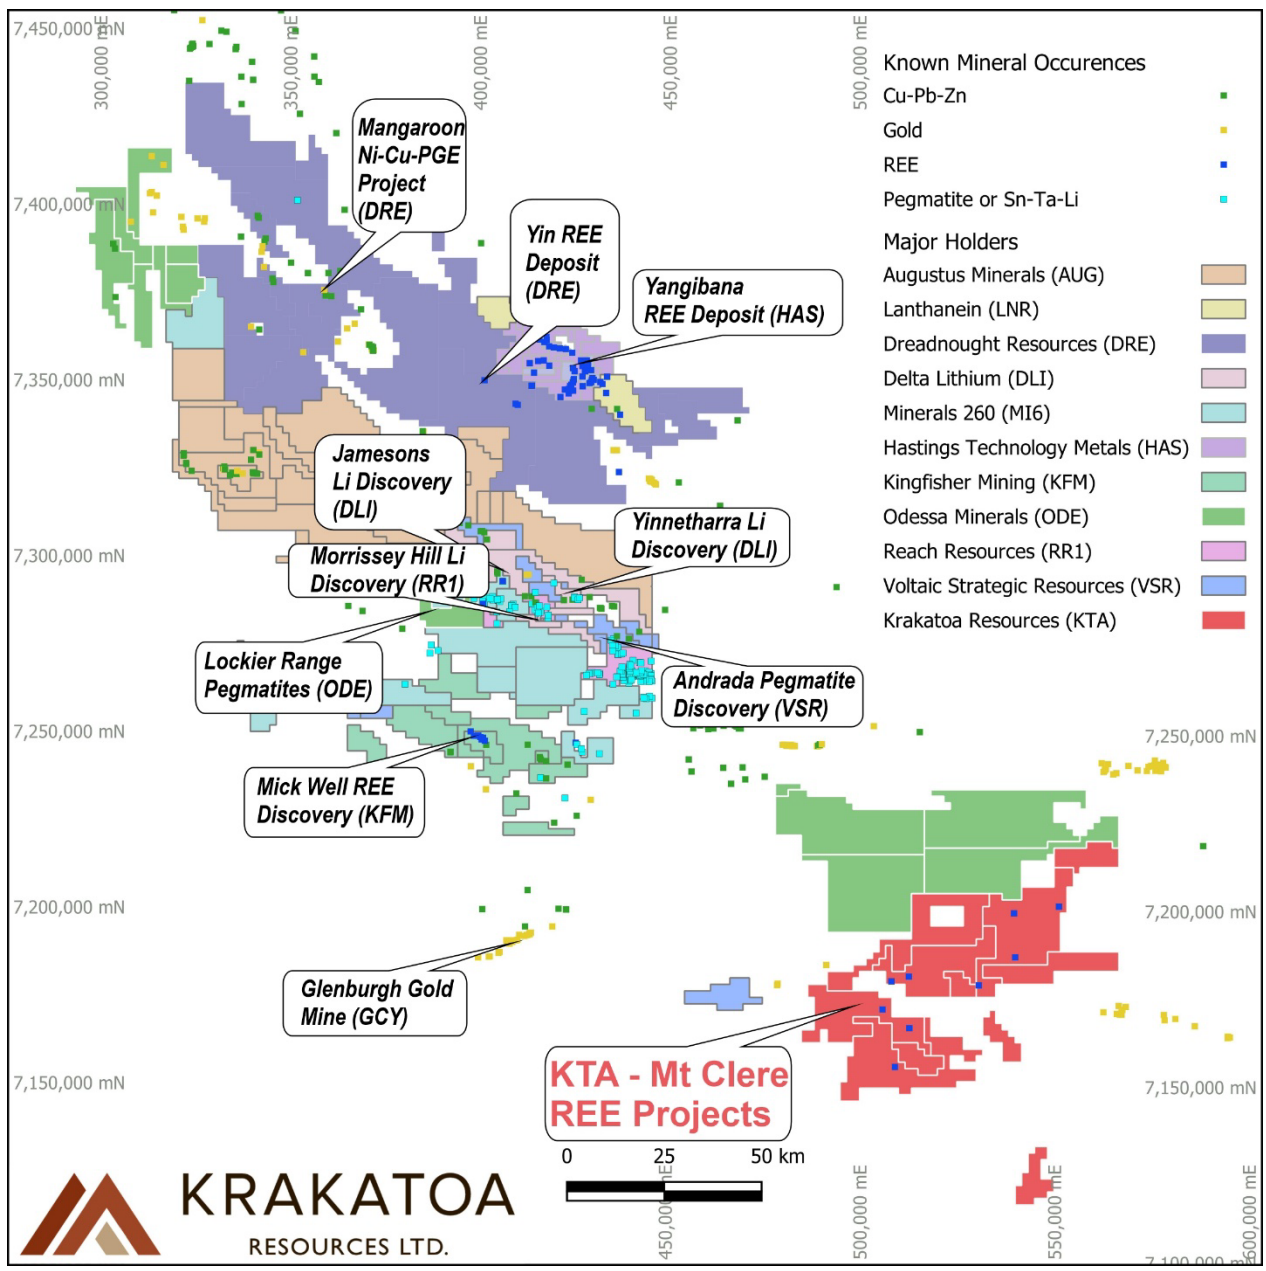 7,450,000 mN
300,000 mE
350,000 mE
400,000 mE
450,000 mE
500,000 mE
Known Mineral Occurences
Cu-Pb-Zn
Gold
REE
Pegmatite or Sn-Ta-Li
Major Holders
Augustus Minerals (AUG)
Lanthanein (LNR)
Dreadnought Resources (DRE)
Delta Lithium (DLI)
Minerals 260 (MI6)
Hastings Technology Metals (HAS)
Kingfisher Mining (KFM)
Odessa Minerals (ODE)
Reach Resources (RR1)
Voltaic Strategic Resources (VSR)
Krakatoa Resources (KTA)
Mangaroon
Ni-Cu-PGE
Project
(DRE)
7,400,000 mN
Yin REE
Deposit
(DRE)
Yangibana
REE Deposit (HAS)
7,350,000 mN
Jamesons
Li Discovery
(DLI)
Yinnetharra Li
Discovery (DLI)
7,300,000 mN
Morrissey Hill Li
Discovery (RR1)
Lockier Range
Pegmatites (ODE)
Andrada Pegmatite
Discovery (VSR)
7,250,000 mN
7,250,000 mN
Mick Well REE
Discovery (KFM)
7,200,000 mN
7,200,000 mN
Glenburgh Gold
Mine (GCY)
KTA - Mt Clere
REE Projects
7,150,000 mN
7,150,000 mN
0 25 50 km
450,000 mE
500,000 mE
550,000 mE
600,000 mE
7,100,000 mN
KRAKATOA
RESOURCES LTD.